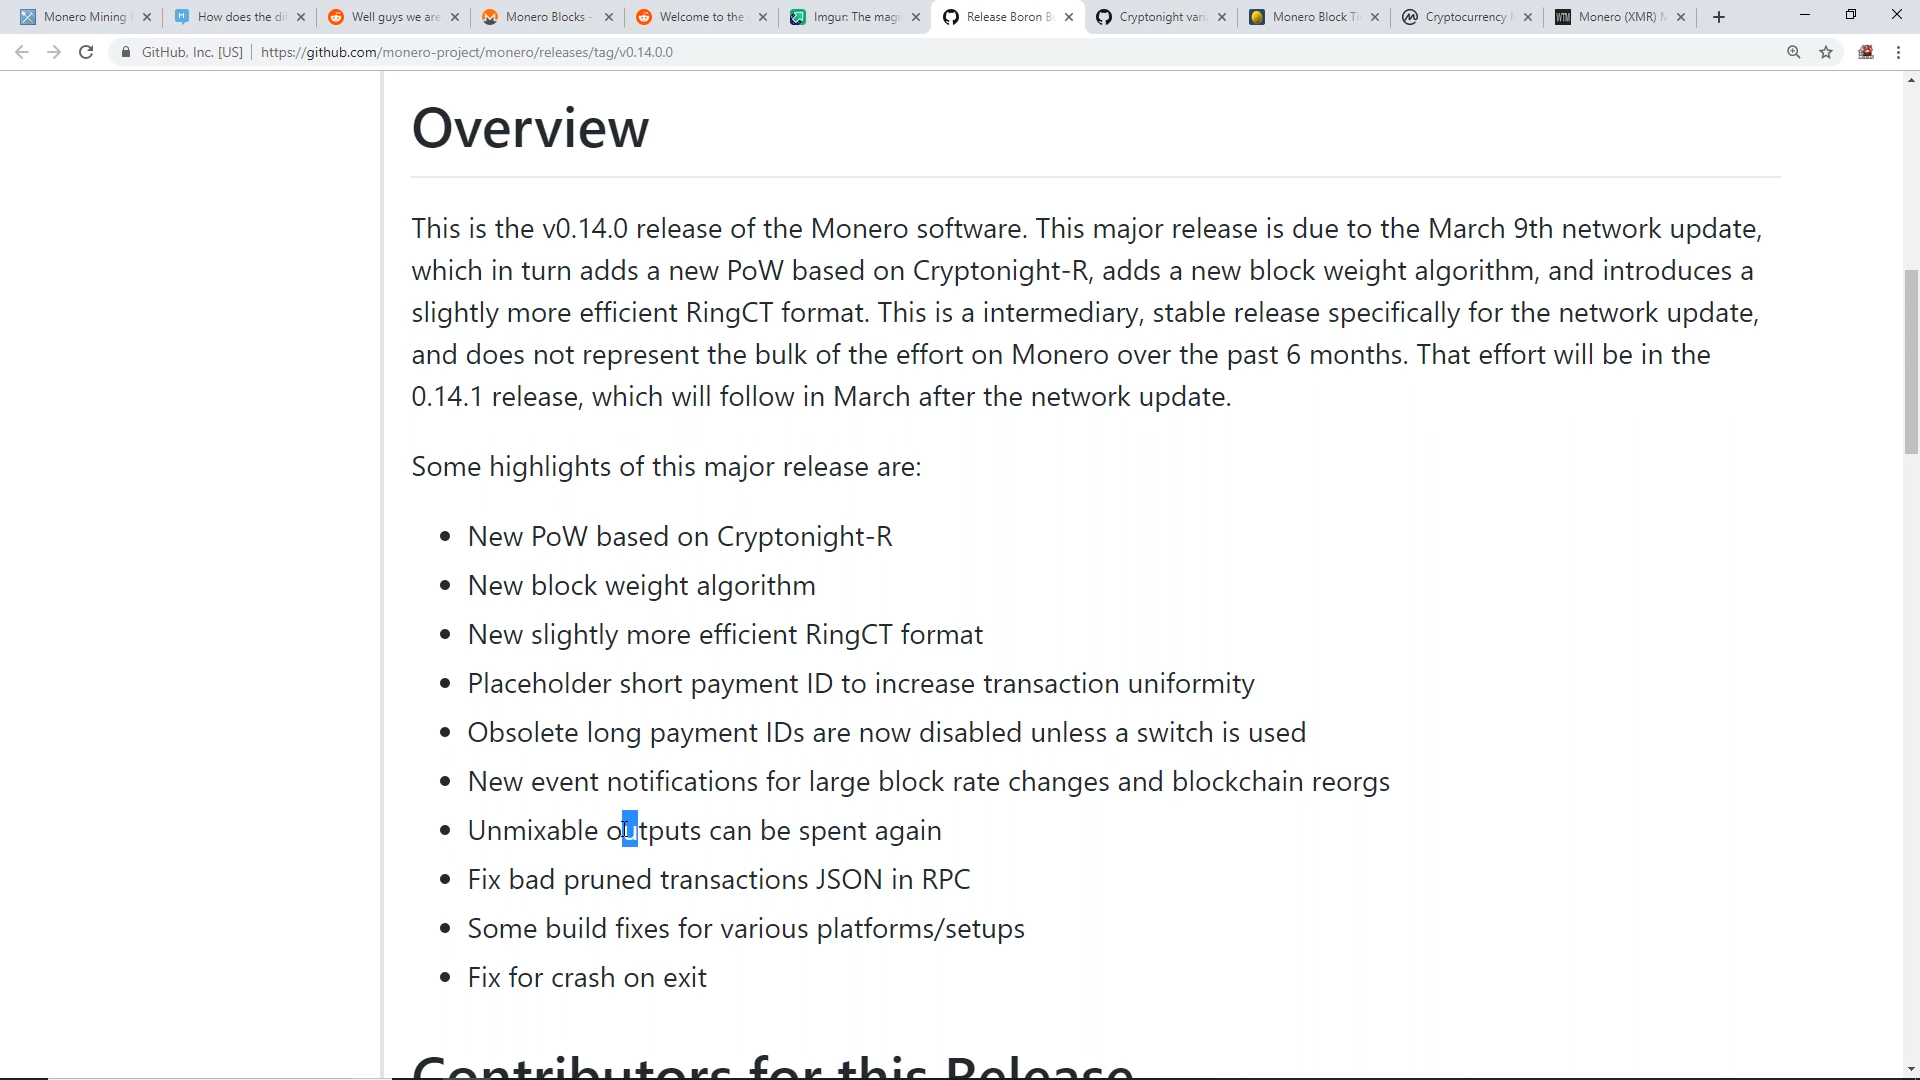 Monero Mining
How does the di
Well guys we are
Monero Blocks -
Welcome to the
Imgur: The magi
Release Boron B
Cryptonight vari
Monero Block Ti
Cryptocurrency
Monero (XMR) M
GitHub, Inc. [US] https://github.com/monero-project/monero/releases/tag/v0.14.0.0
Overview
This is the v0.14.0 release of the Monero software. This major release is due to the March 9th network update,
which in turn adds a new PoW based on Cryptonight-R, adds a new block weight algorithm, and introduces a
slightly more efficient RingCT format. This is a intermediary, stable release specifically for the network update,
and does not represent the bulk of the effort on Monero over the past 6 months. That effort will be in the
0.14.1 release, which will follow in March after the network update.
Some highlights of this major release are:
• New PoW based on Cryptonight-R
• New block weight algorithm
• New slightly more efficient RingCT format
• Placeholder short payment ID to increase transaction uniformity
• Obsolete long payment IDs are now disabled unless a switch is used
• New event notifications for large block rate changes and blockchain reorgs
• Unmixable outputs can be spent again
• Fix bad pruned transactions JSON in RPC
• Some build fixes for various platforms/setups
• Fix for crash on exit
Contributors for this Release